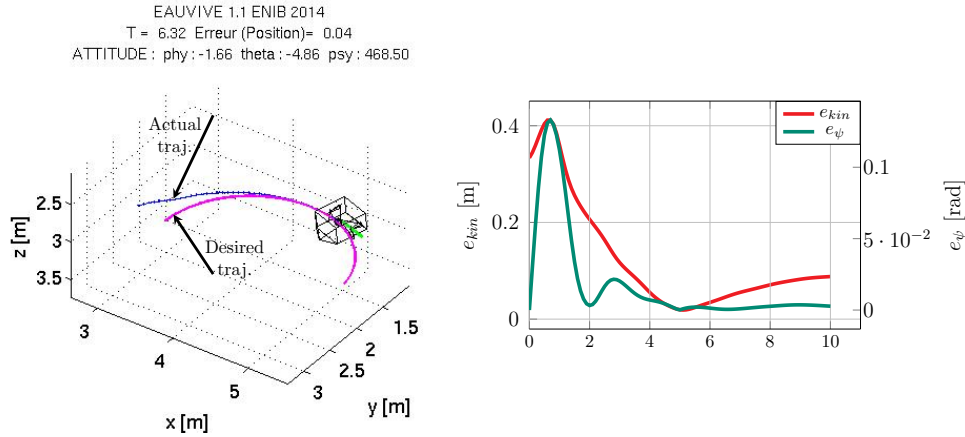 EAUVIVE 1.1 ENIB 2014
T = 6.32 Erreur (Position)= 0.04
ATTITUDE : phy : -1.66 theta : -4.86 psy : 468.50
Actual
traj.
Desired
traj.
2.5
3
3.5
z [m]
3
4
5
x [m]
1.5
2
2.5
3
y [m]
e_kin
e_ψ
0.4
0.2
0
e_kin [m]
0.1
5 · 10^−2
0
e_ψ [rad]
0 2 4 6 8 10